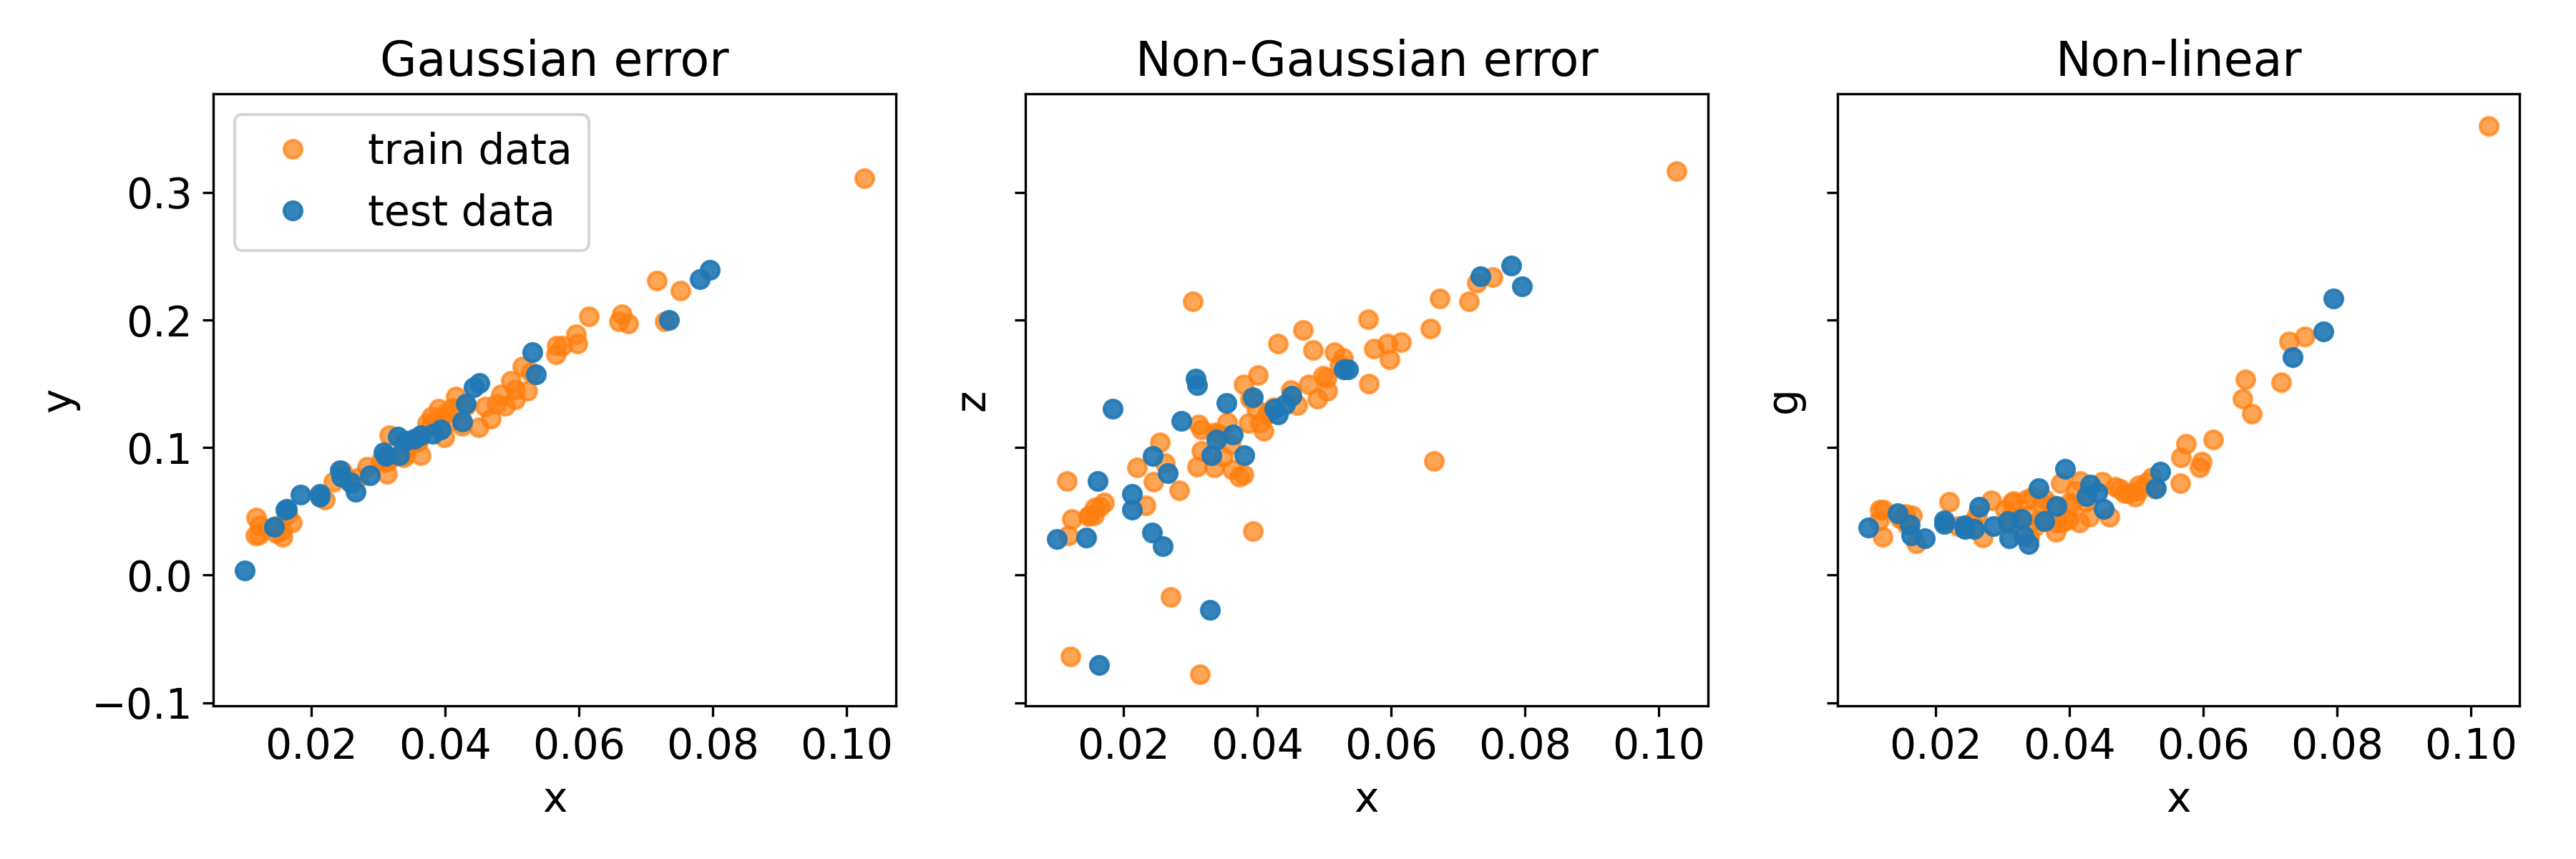 Gaussian error
Non-Gaussian error
Non-linear
train data
test data
0.3
0.2
0.1
0.0
−0.1
y
z
g
0.02 0.04 0.06 0.08 0.10
0.02 0.04 0.06 0.08 0.10
0.02 0.04 0.06 0.08 0.10
x
x
x